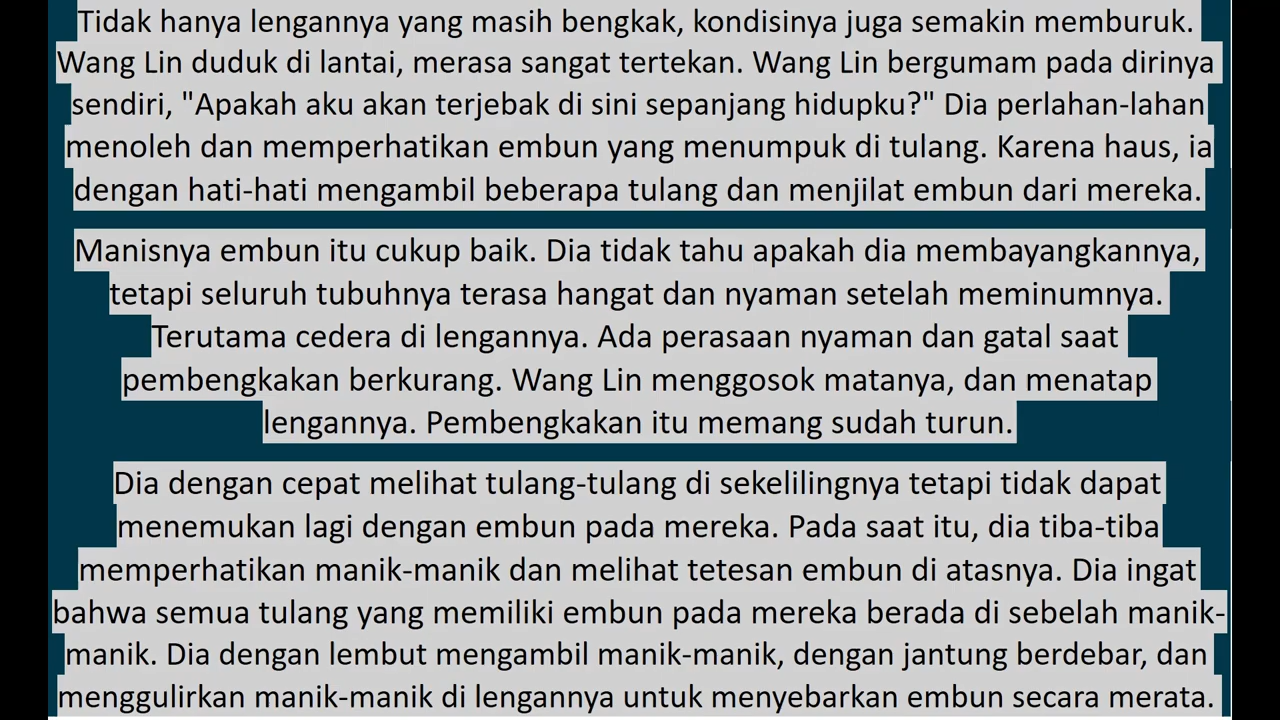 Tidak hanya lengannya yang masih bengkak, kondisinya juga semakin memburuk.
Wang Lin duduk di lantai, merasa sangat tertekan. Wang Lin bergumam pada dirinya
sendiri, "Apakah aku akan terjebak di sini sepanjang hidupku?" Dia perlahan-lahan
menoleh dan memperhatikan embun yang menumpuk di tulang. Karena haus, ia
dengan hati-hati mengambil beberapa tulang dan menjilat embun dari mereka.
Manisnya embun itu cukup baik. Dia tidak tahu apakah dia membayangkannya,
tetapi seluruh tubuhnya terasa hangat dan nyaman setelah meminumnya.
Terutama cedera di lengannya. Ada perasaan nyaman dan gatal saat
pembengkakan berkurang. Wang Lin menggosok matanya, dan menatap
lengannya. Pembengkakan itu memang sudah turun.
Dia dengan cepat melihat tulang-tulang di sekelilingnya tetapi tidak dapat
menemukan lagi dengan embun pada mereka. Pada saat itu, dia tiba-tiba
memperhatikan manik-manik dan melihat tetesan embun di atasnya. Dia ingat
bahwa semua tulang yang memiliki embun pada mereka berada di sebelah manik-
manik. Dia dengan lembut mengambil manik-manik, dengan jantung berdebar, dan
menggulirkan manik-manik di lengannya untuk menyebarkan embun secara merata.